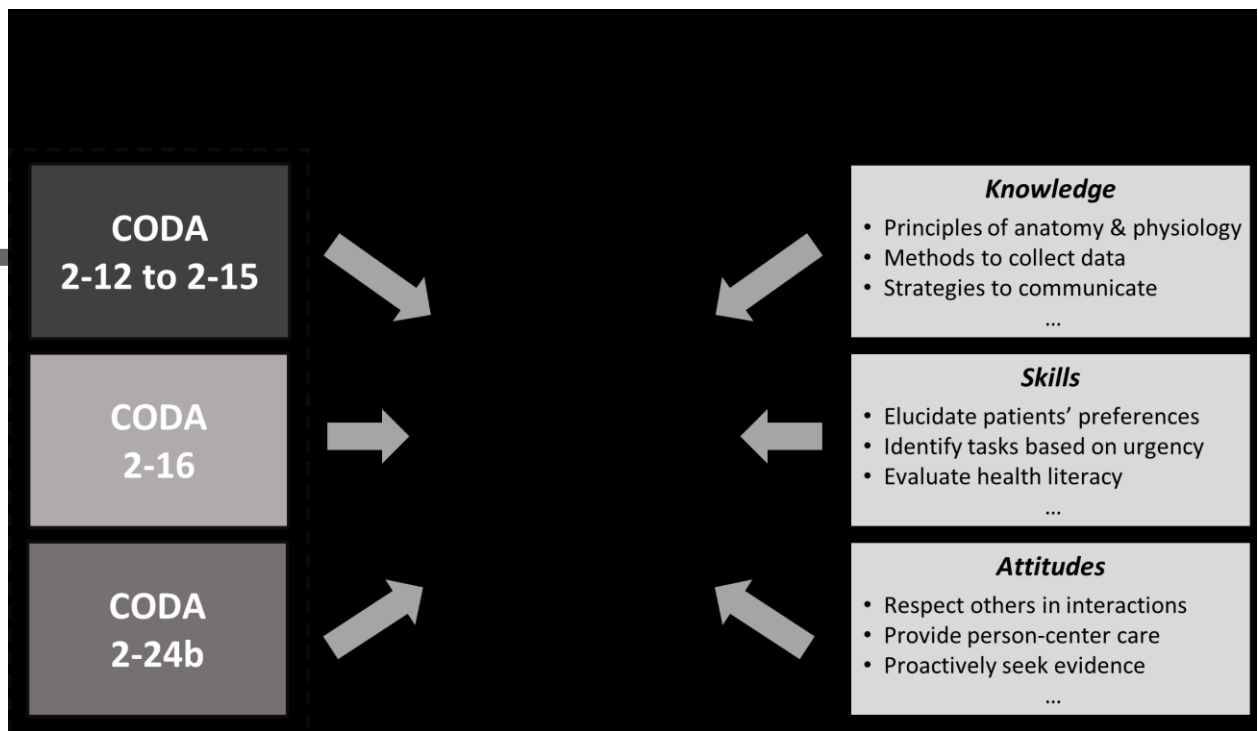 CODA
2-12 to 2-15
CODA
2-16
CODA
2-24b
Knowledge
• Principles of anatomy & physiology
• Methods to collect data
• Strategies to communicate
...
Skills
• Elucidate patients’ preferences
• Identify tasks based on urgency
• Evaluate health literacy
...
Attitudes
• Respect others in interactions
• Provide person-center care
• Proactively seek evidence
...